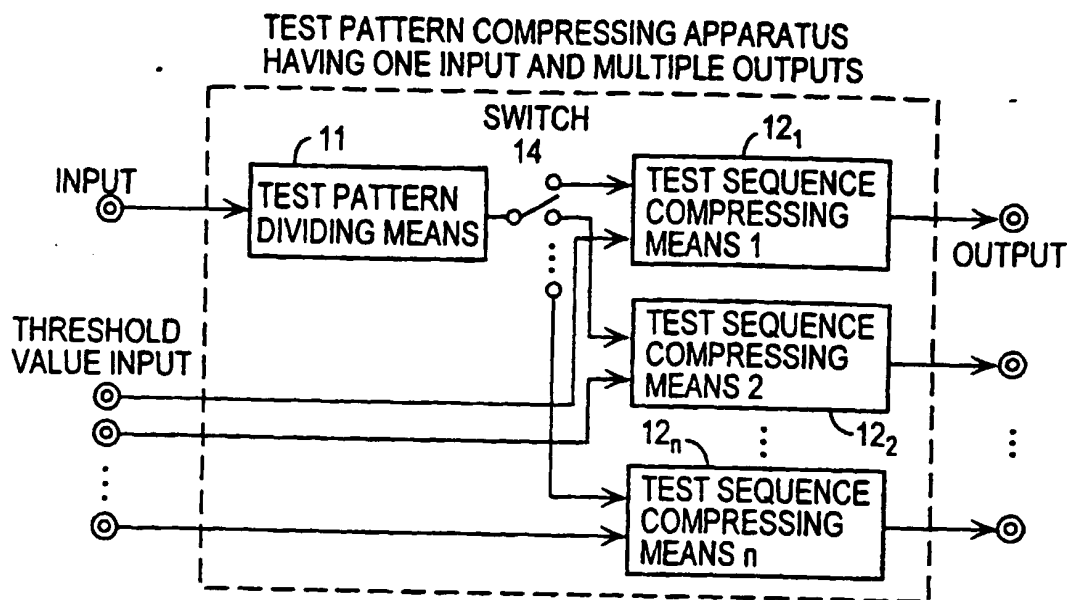 TEST PATTERN COMPRESSING APPARATUS
HAVING ONE INPUT AND MULTIPLE OUTPUTS
SWITCH
14
11
12₁
INPUT
TEST PATTERN
DIVIDING MEANS
TEST SEQUENCE
COMPRESSING
MEANS 1
OUTPUT
THRESHOLD
VALUE INPUT
TEST SEQUENCE
COMPRESSING
MEANS 2
12₂
12ₙ
TEST SEQUENCE
COMPRESSING
MEANS n